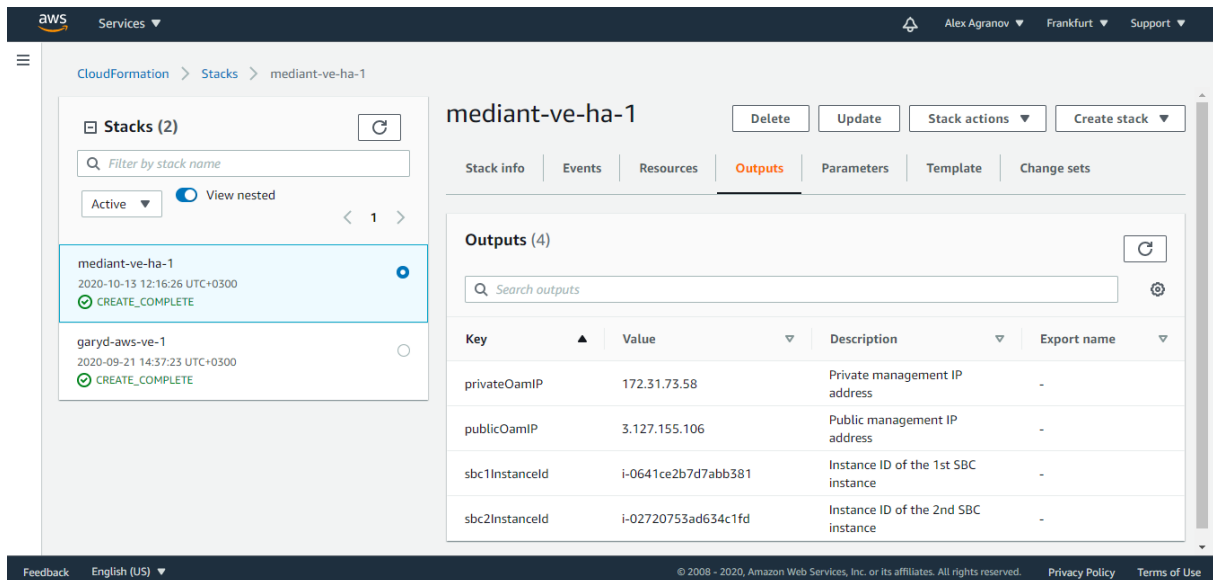 aws Services ▼ Alex Agranov ▼ Frankfurt ▼ Support ▼
CloudFormation > Stacks > mediant-ve-ha-1
Stacks (2)
Filter by stack name
Active ▼ View nested
< 1 >
mediant-ve-ha-1
2020-10-13 12:16:26 UTC+0300
CREATE_COMPLETE
garyd-aws-ve-1
2020-09-21 14:37:23 UTC+0300
CREATE_COMPLETE
mediant-ve-ha-1 Delete Update Stack actions ▼ Create stack ▼
Stack info Events Resources Outputs Parameters Template Change sets
Outputs (4)
Search outputs
Key ▲ Value ▽ Description ▽ Export name ▽
privateOamIP 172.31.73.58 Private management IP
address -
publicOamIP 3.127.155.106 Public management IP
address -
sbc1InstanceId i-0641ce2b7d7abb381 Instance ID of the 1st SBC
instance -
sbc2InstanceId i-02720753ad634c1fd Instance ID of the 2nd SBC
instance -
Feedback English (US) ▼ © 2008 - 2020, Amazon Web Services, Inc. or its affiliates. All rights reserved. Privacy Policy Terms of Use